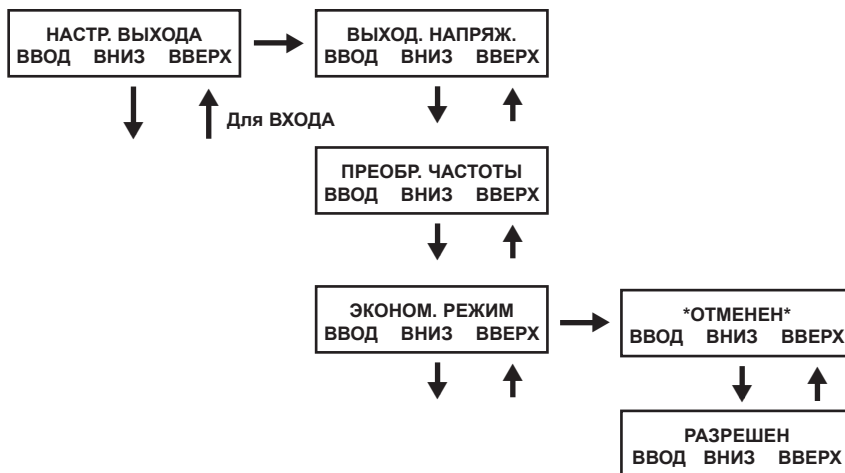 НАСТР. ВЫХОДА
ВВОД ВНИЗ ВВЕРХ
ВЫХОД. НАПРЯЖ.
ВВОД ВНИЗ ВВЕРХ
Для ВХОДА
ПРЕОБР. ЧАСТОТЫ
ВВОД ВНИЗ ВВЕРХ
ЭКОНОМ. РЕЖИМ
ВВОД ВНИЗ ВВЕРХ
*ОТМЕНЕН*
ВВОД ВНИЗ ВВЕРХ
РАЗРЕШЕН
ВВОД ВНИЗ ВВЕРХ